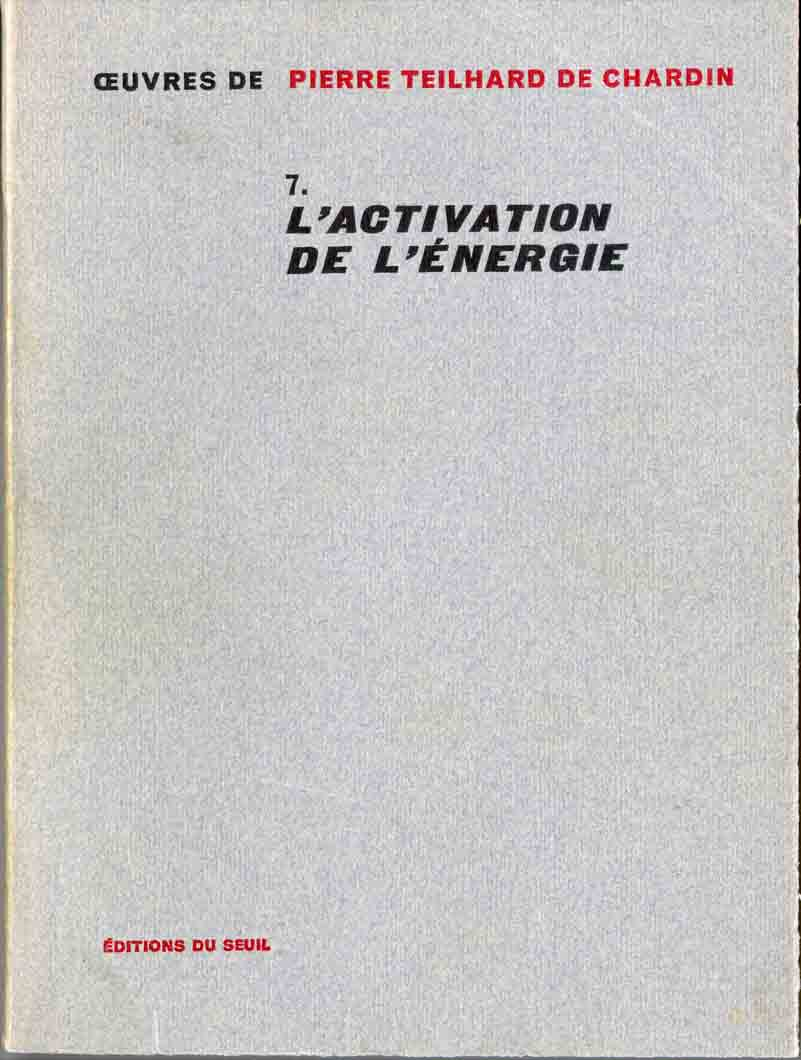 ŒUVRES DE PIERRE TEILHARD DE CHARDIN
7.
L'ACTIVATION
DE L'ÉNERGIE
ÉDITIONS DU SEUIL